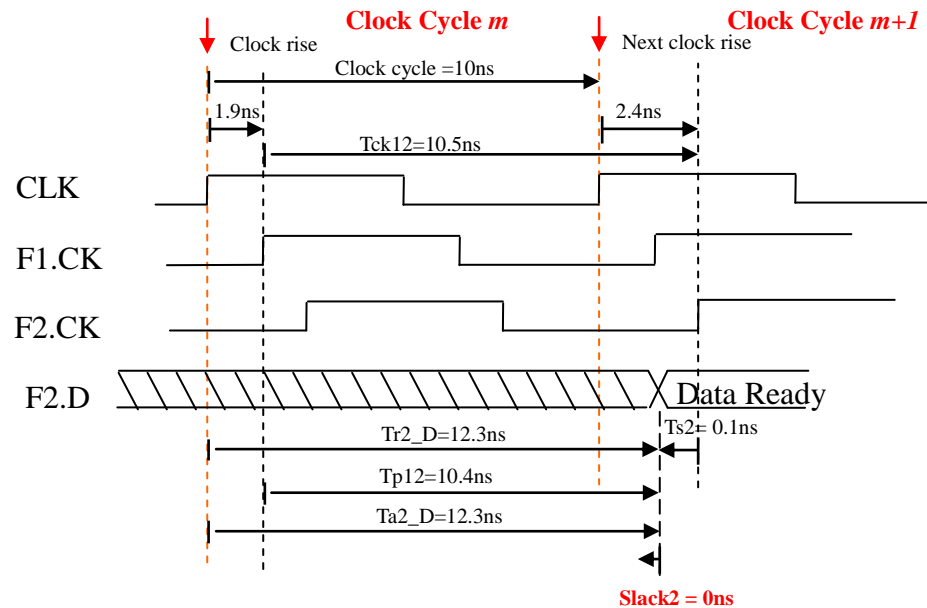 Clock Cycle m
Clock Cycle m+1
Clock rise
Next clock rise
Clock cycle =10ns
1.9ns
2.4ns
Tck12=10.5ns
CLK
F1.CK
F2.CK
F2.D
Data Ready
Tr2_D=12.3ns
Ts2= 0.1ns
Tp12=10.4ns
Ta2_D=12.3ns
Slack2 = 0ns